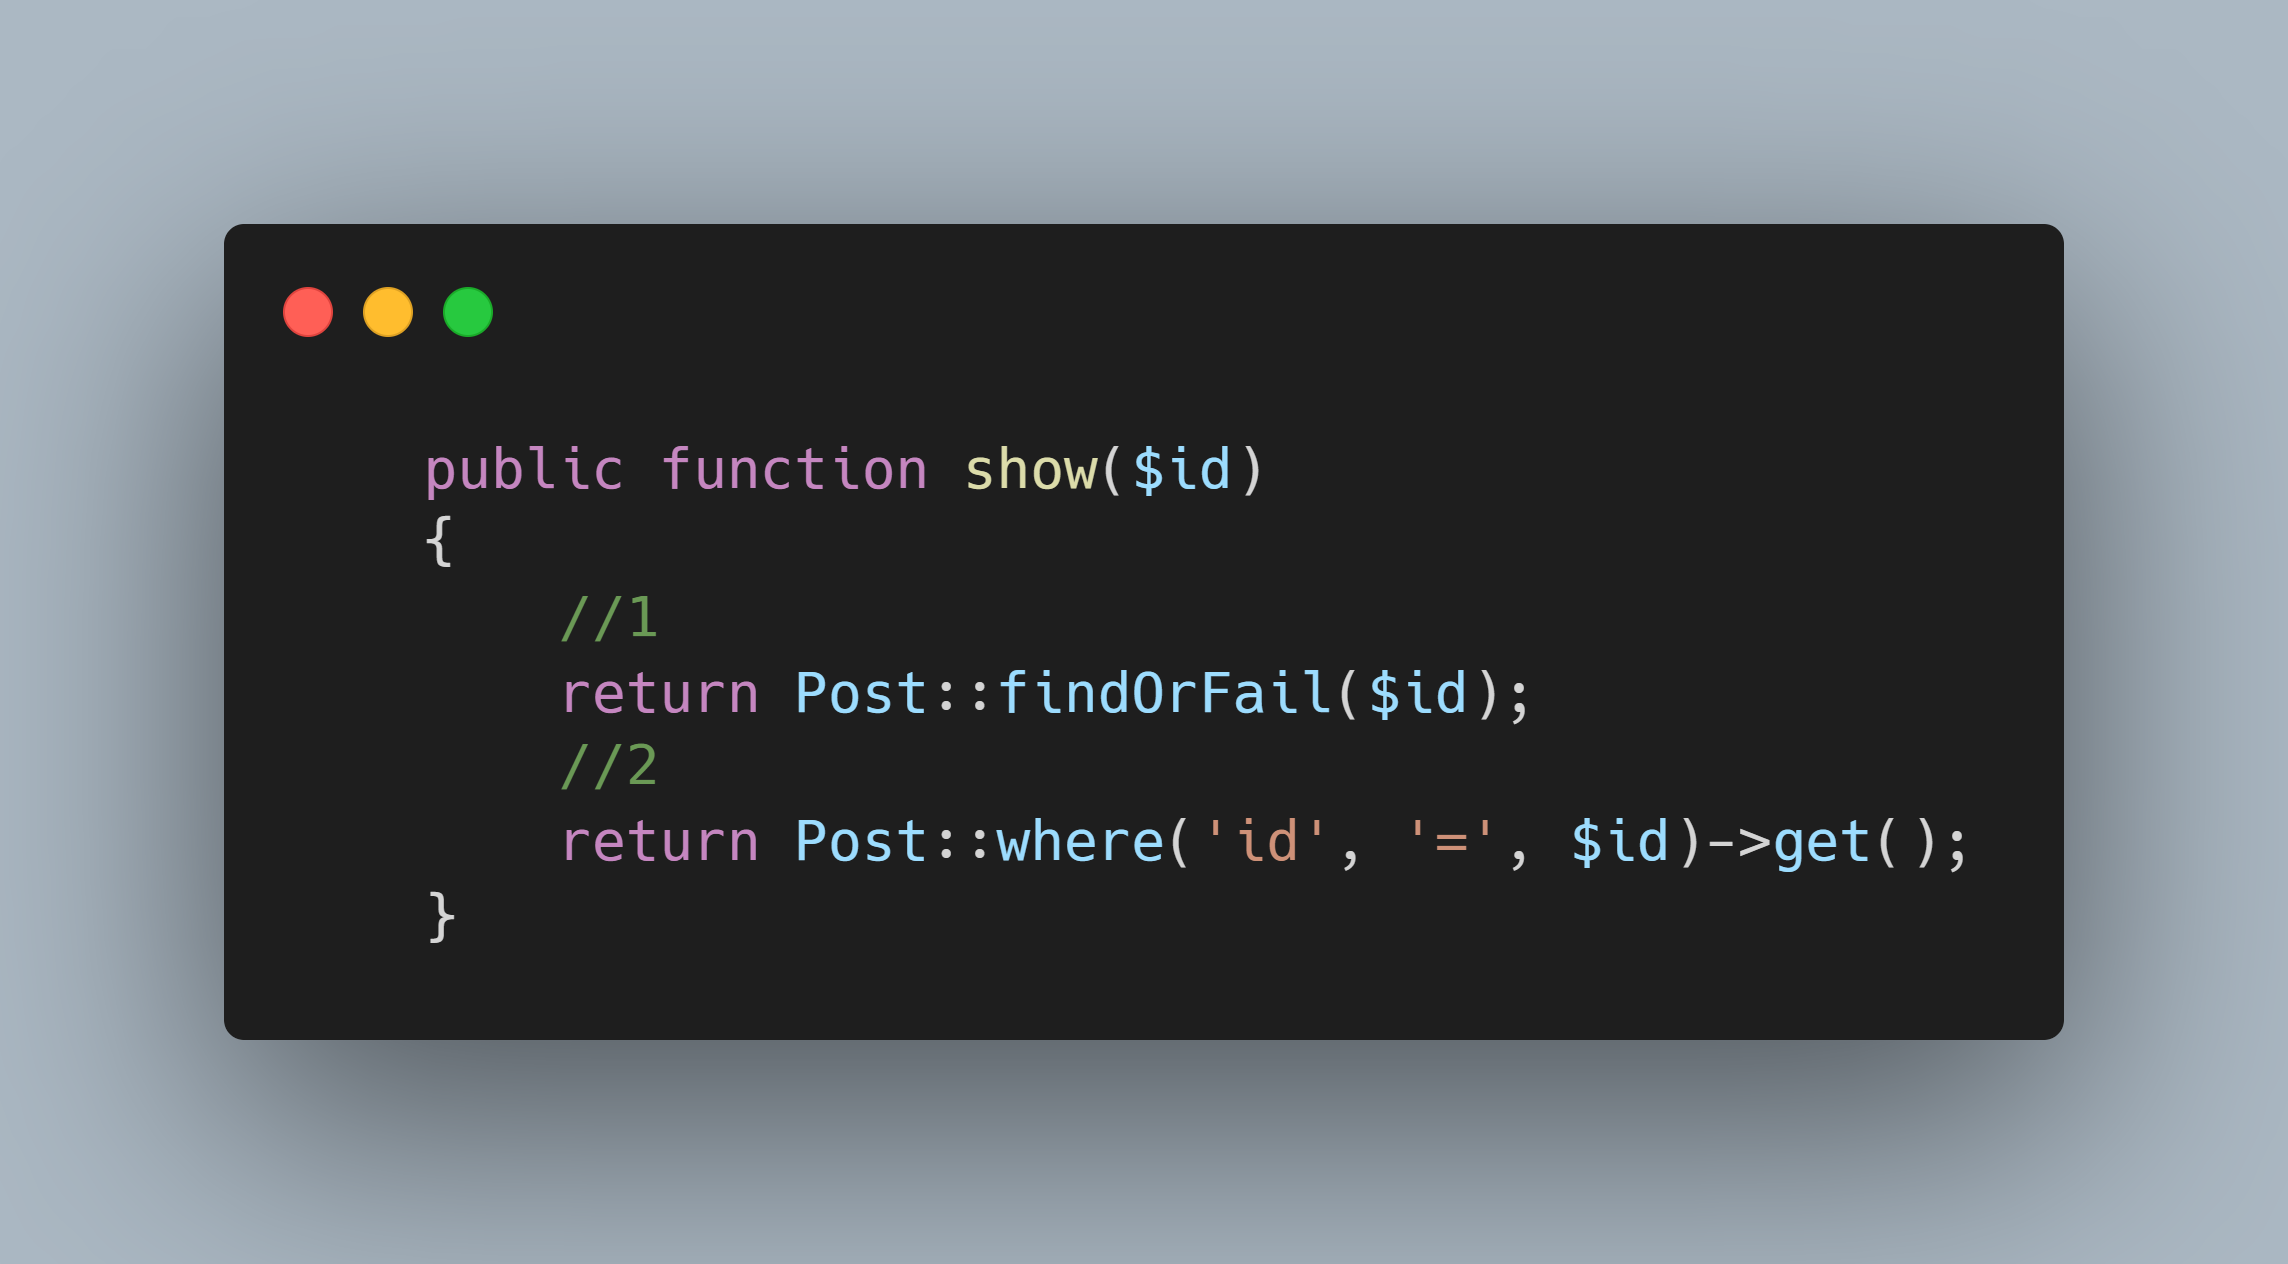 public function show($id)
{
    //1
    return Post::findOrFail($id);
    //2
    return Post::where('id', '=', $id)->get();
}